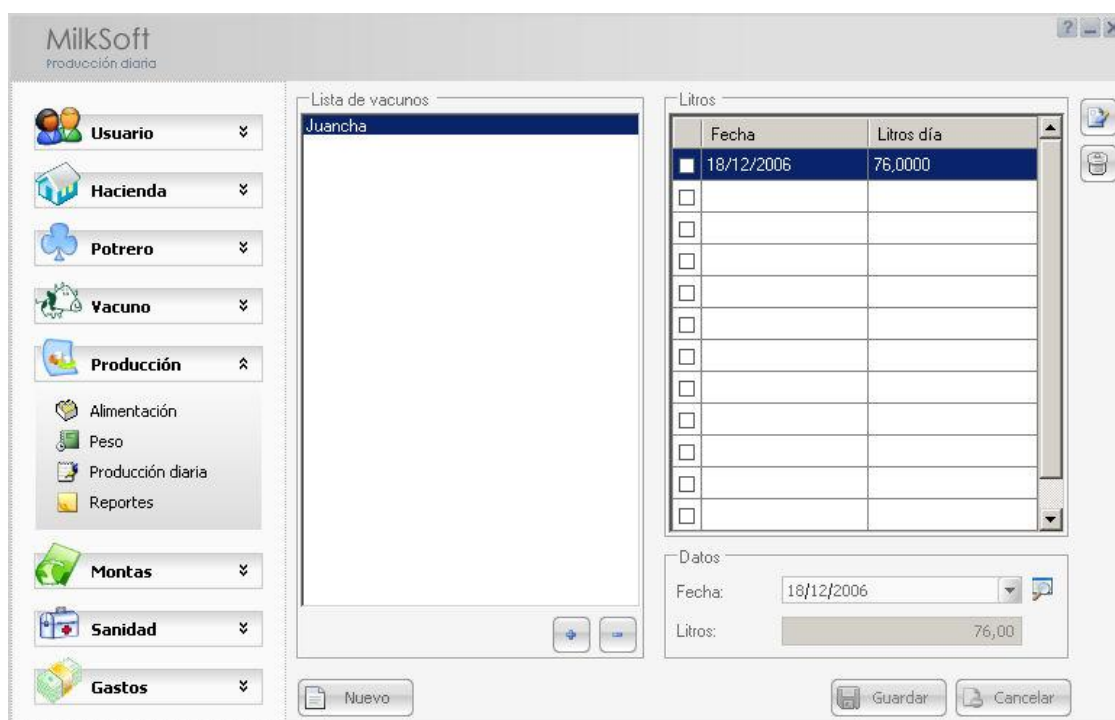 MilkSoft
Producción diaria
Usuario
Hacienda
Potrero
Vacuno
Producción
Alimentación
Peso
Producción diaria
Reportes
Montas
Sanidad
Gastos
Lista de vacunos
Juancha
Litros
Fecha Litros día
18/12/2006 76,0000
Datos
Fecha: 18/12/2006
Litros: 76,00
Nuevo
Guardar
Cancelar